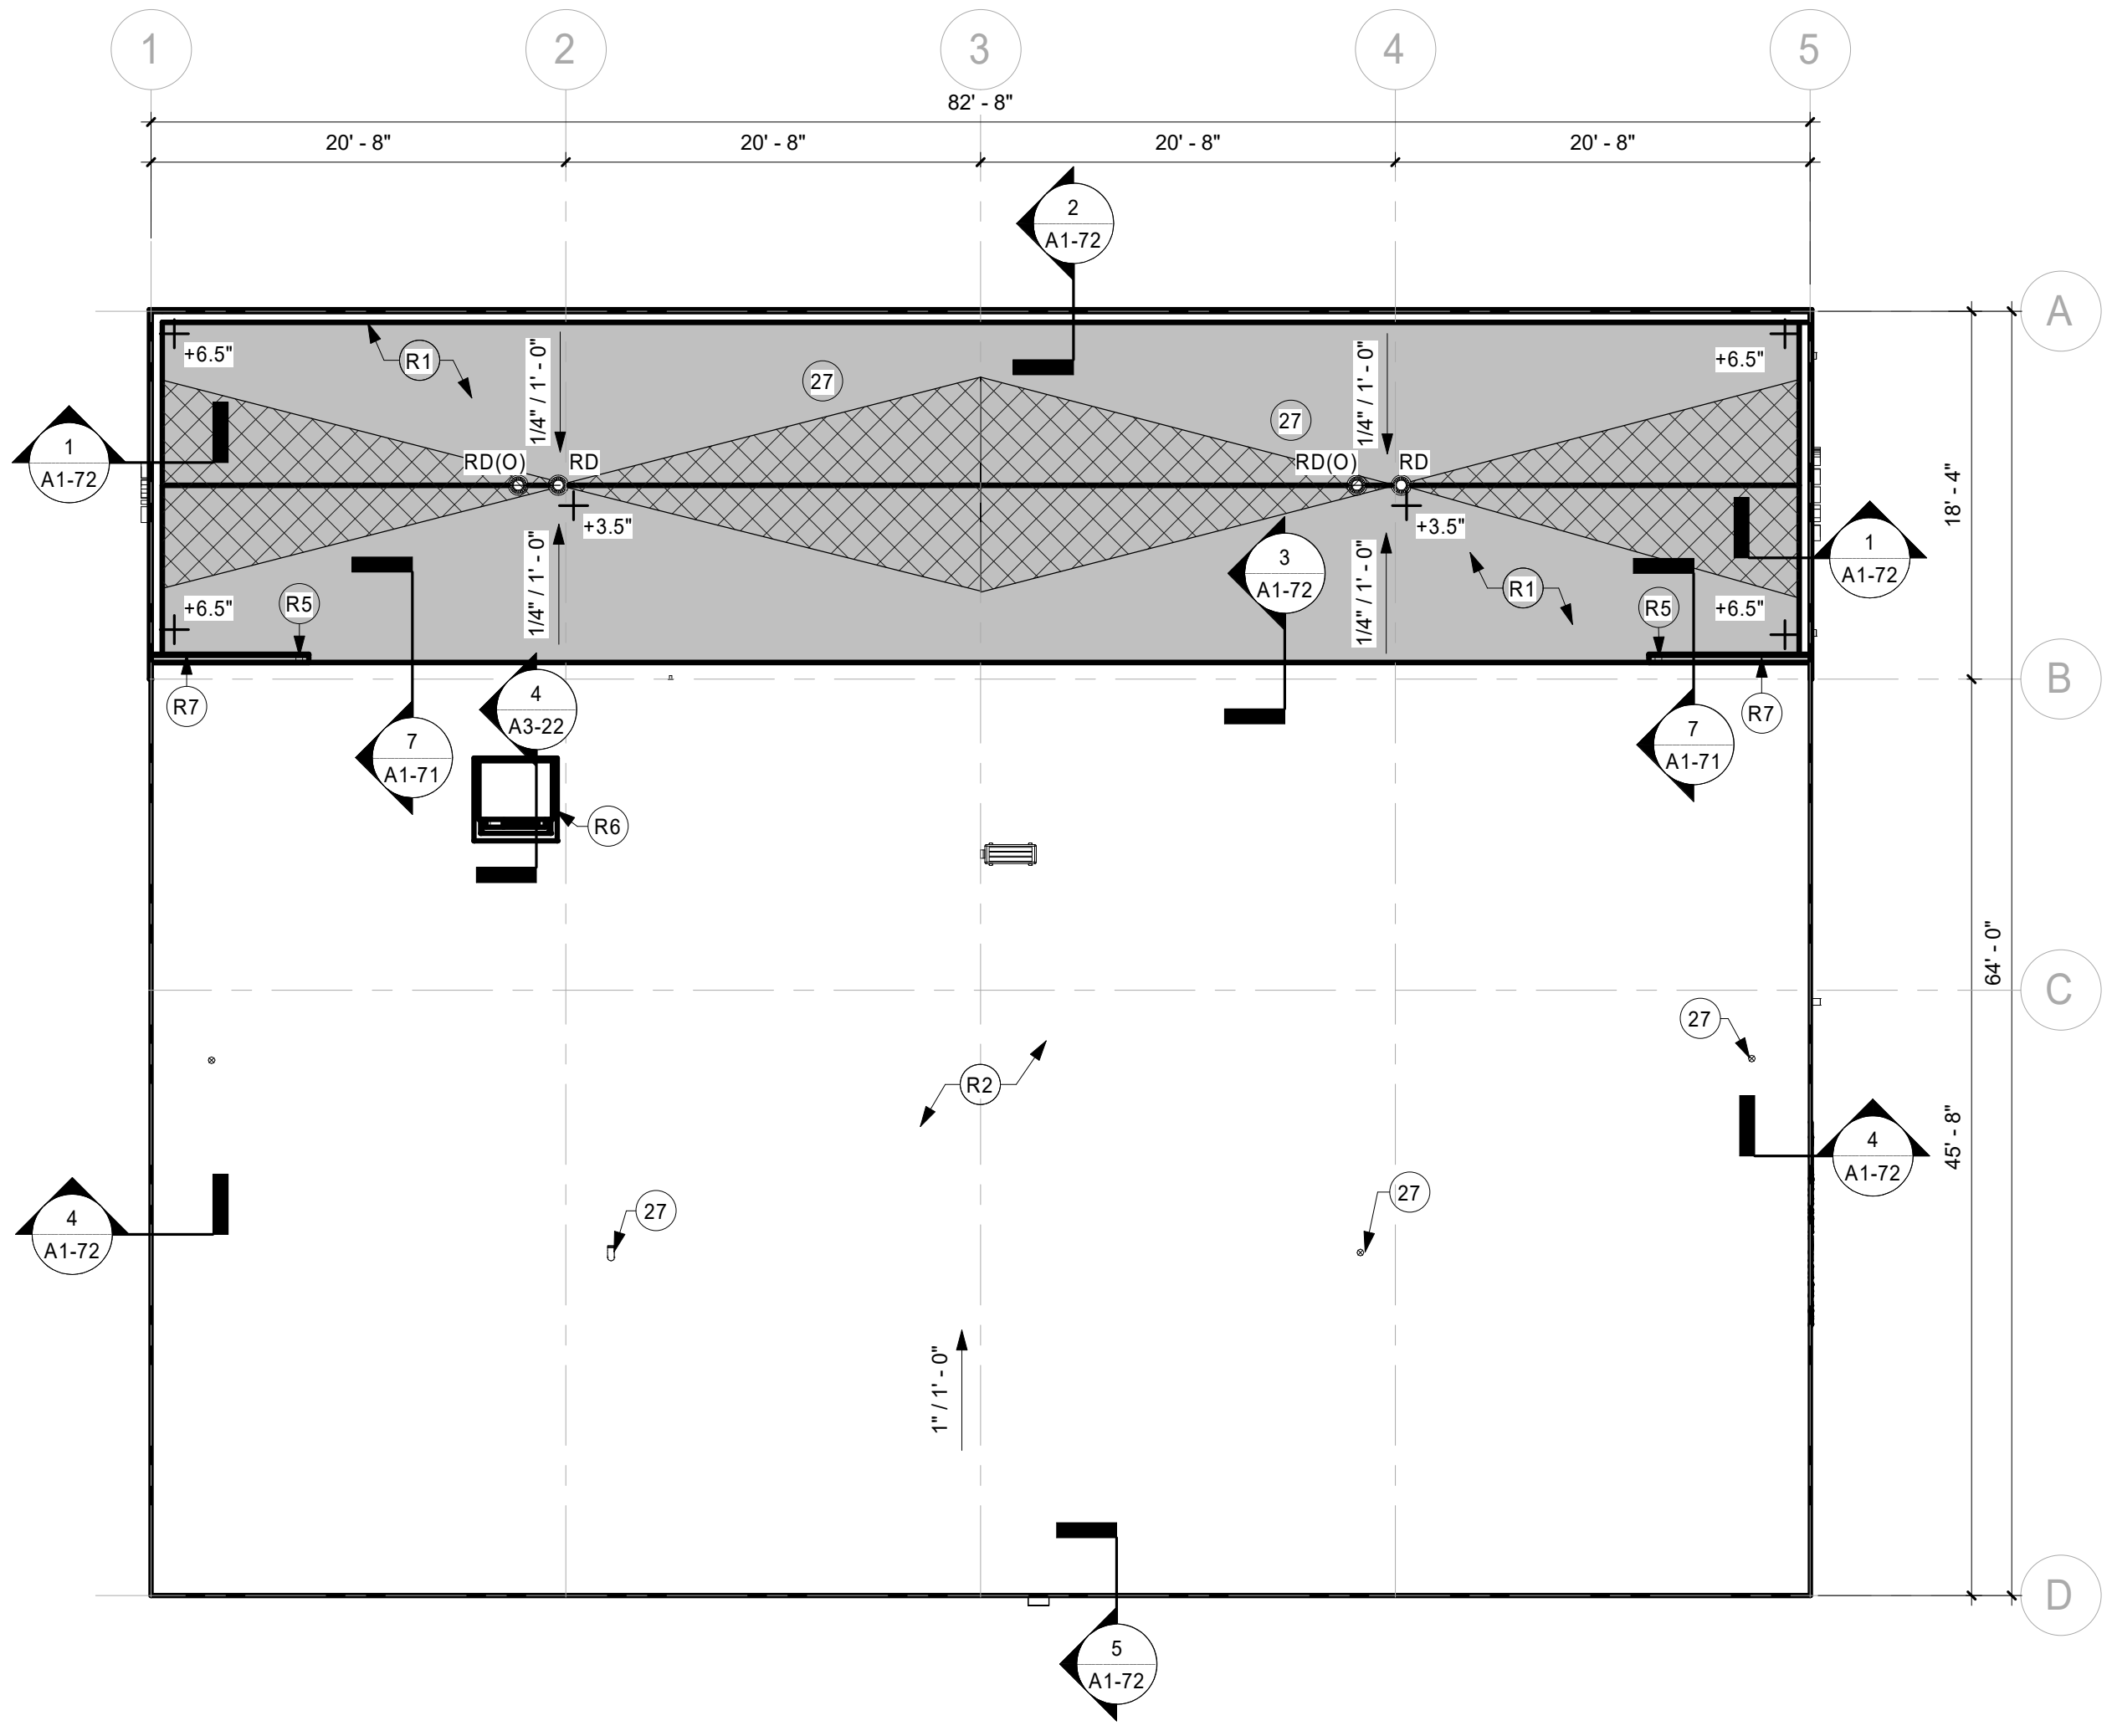 1
2
3
4
5
82' - 8"
20' - 8"
20' - 8"
20' - 8"
20' - 8"
2
A1-72
A
+6.5"
R1
1/4" / 1' - 0"
27
1/4" / 1' - 0"
+6.5"
27
1
A1-72
RD(O)
RD
RD(O)
RD
18' - 4"
+3.5"
+3.5"
1/4" / 1' - 0"
3
A1-72
1/4" / 1' - 0"
1
A1-72
R1
+6.5"
R5
R5
+6.5"
B
R7
4
A3-22
R7
7
A1-71
7
A1-71
R6
64' - 0"
C
27
R2
45' - 8"
4
A1-72
4
A1-72
27
27
1" / 1' - 0"
D
5
A1-72